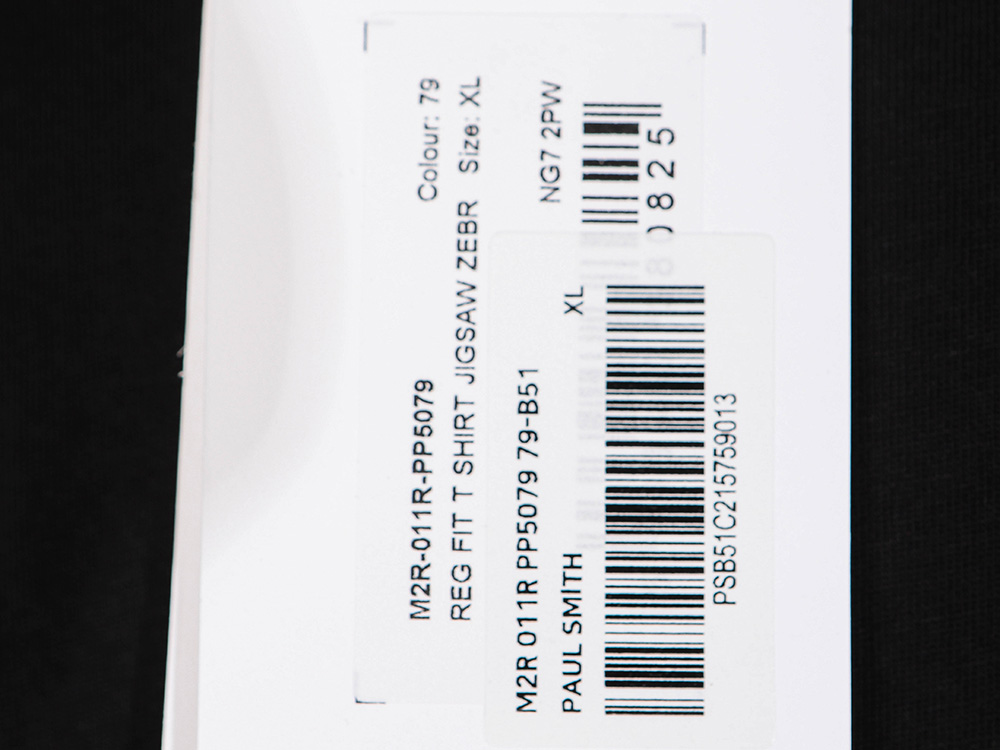 M2R-011R-PP5079 Colour: 79
REG FIT T SHIRT JIGSAW ZEBR Size: XL
NG7 2PW
80825
M2R 011R PP5079 79-B51
PAUL SMITH XL
PSB51C215759013